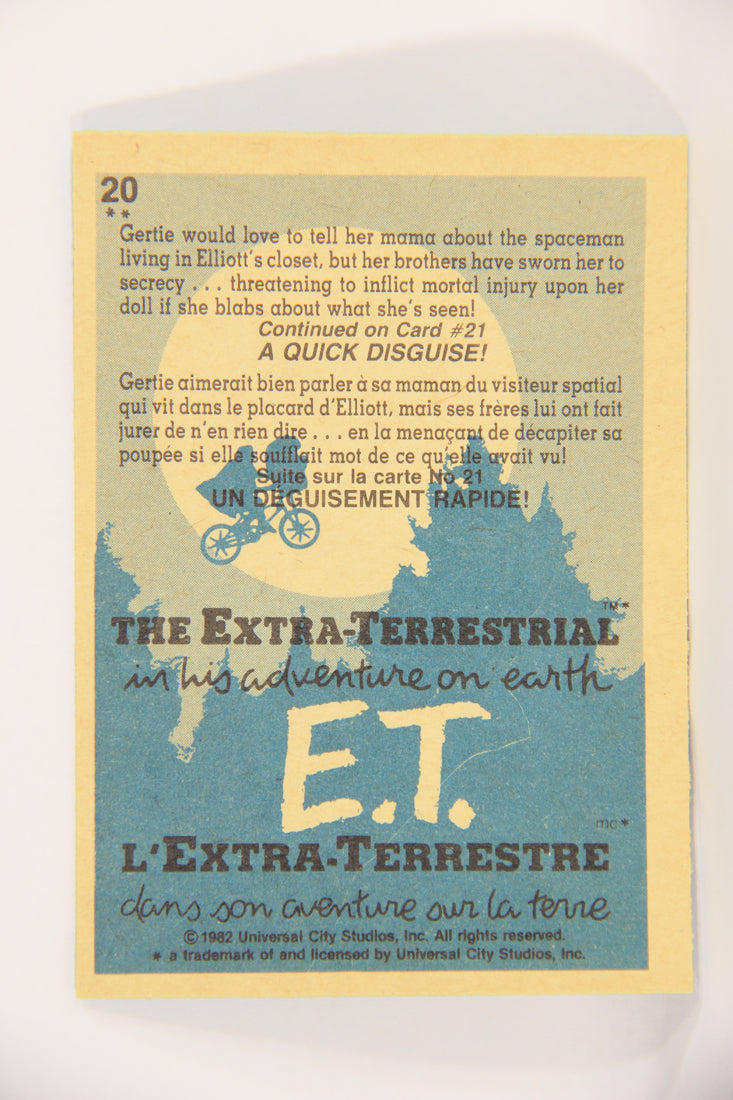 20
**
Gertie would love to tell her mama about the spaceman
living in Elliott's closet, but her brothers have sworn her to
secrecy . . . threatening to inflict mortal injury upon her
doll if she blabs about what she's seen!
Continued on Card #21
A QUICK DISGUISE!
Gertie aimerait bien parler à sa maman du visiteur spatial
qui vit dans le placard d'Elliott, mais ses frères lui ont fait
jurer de n'en rien dire . . . en la menaçant de décapiter sa
poupée si elle soufflait mot de ce qu'elle avait vu!
Suite sur la carte No 21
UN DÉGUISEMENT RAPIDE!
THE EXTRA-TERRESTRIAL™*
in his adventure on earth
E.T.
L'EXTRA-TERRESTRE mc*
dans son aventure sur la terre
© 1982 Universal City Studios, Inc. All rights reserved.
* a trademark of and licensed by Universal City Studios, Inc.